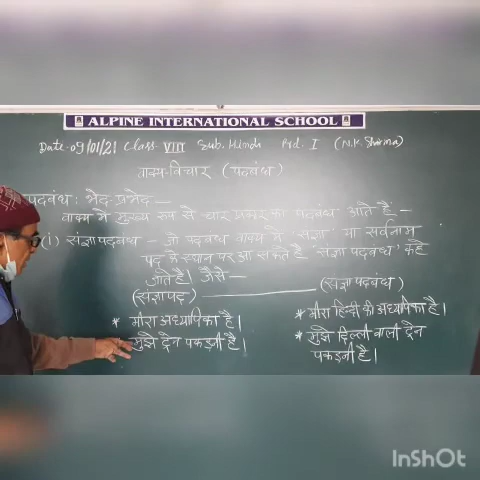 ALPINE INTERNATIONAL SCHOOL
Date-09/01/21 Class-VIII Sub. Hindi Pd. I (N.K. Sharma)
वाक्य-विचार (पदबंध)
पदबंध: भेद-प्रभेद—
वाक्य में मुख्य रूप से चार प्रकार का पदबंध आते हैं—
(i) संज्ञा पदबंध - जो पदबंध वाक्य में 'संज्ञा' या सर्वनाम
पद के स्थान पर आ सकते हैं 'संज्ञा पदबंध' कहे
जाते हैं। जैसे—
(संज्ञापद) (संज्ञा पदबंध)
* मीरा अध्यापिका है। * मीरा हिन्दी की अध्यापिका है।
* मुझे ट्रेन पकड़नी है। * मुझे दिल्ली वाली ट्रेन
पकड़नी है।
InShOt